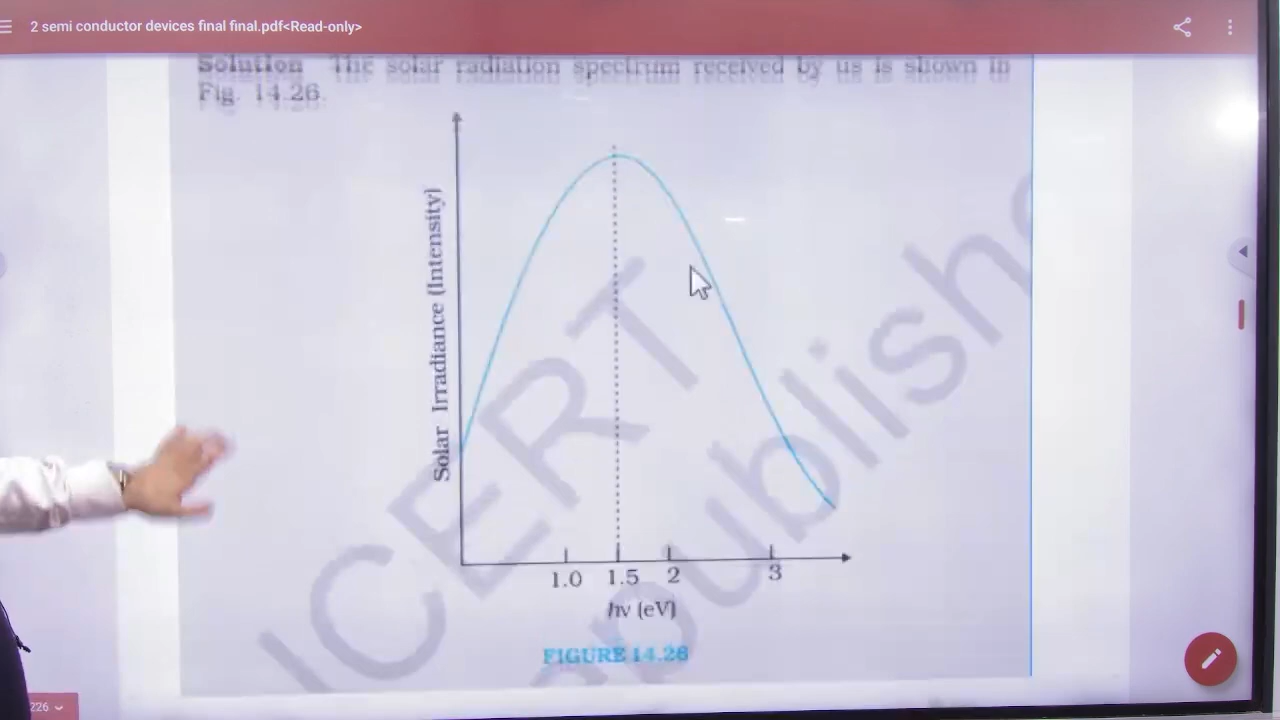 2 semi conductor devices final final.pdf<Read-only>
Solution The solar radiation spectrum received by us is shown in
Fig. 14.26.
Solar Irradiance (Intensity)
1.0 1.5 2 3
hν (eV)
FIGURE 14.26
226